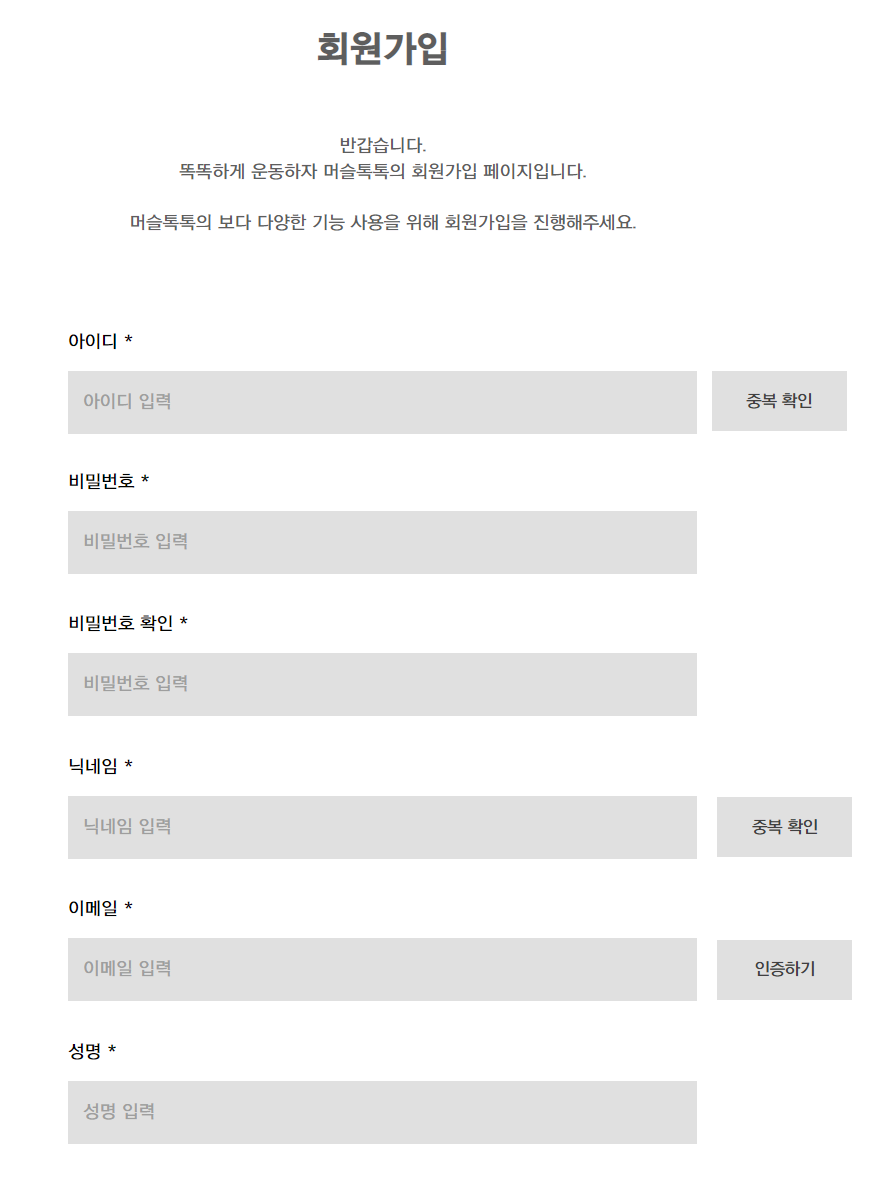 회원가입
반갑습니다.
똑똑하게 운동하자 머슬톡톡의 회원가입 페이지입니다.
머슬톡톡의 보다 다양한 기능 사용을 위해 회원가입을 진행해주세요.
아이디 *
아이디 입력 중복 확인
비밀번호 *
비밀번호 입력
비밀번호 확인 *
비밀번호 입력
닉네임 *
닉네임 입력 중복 확인
이메일 *
이메일 입력 인증하기
성명 *
성명 입력